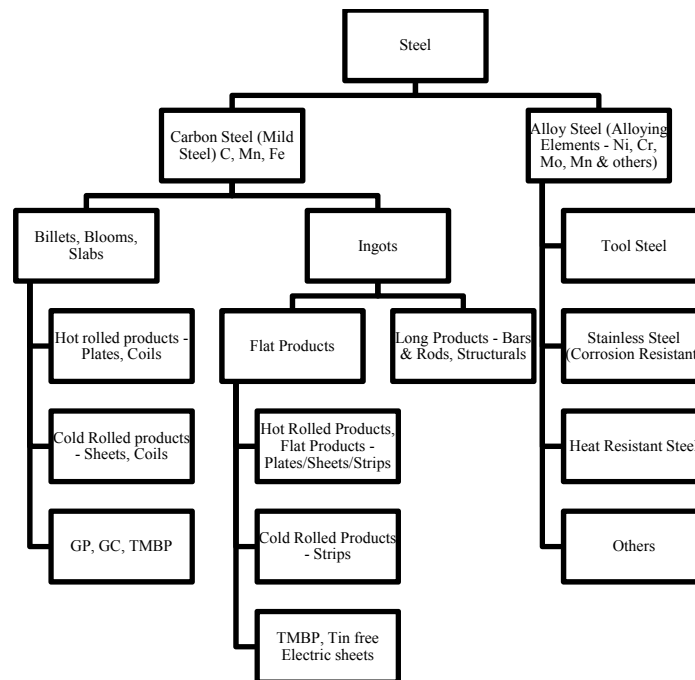 Steel
Carbon Steel (Mild
Steel) C, Mn, Fe
Alloy Steel (Alloying
Elements - Ni, Cr,
Mo, Mn & others)
Billets, Blooms,
Slabs
Ingots
Tool Steel
Hot rolled products -
Plates, Coils
Flat Products
Long Products - Bars
& Rods, Structurals
Stainless Steel
(Corrosion Resistant
Cold Rolled products
- Sheets, Coils
Hot Rolled Products,
Flat Products -
Plates/Sheets/Strips
Heat Resistant Steel
GP, GC, TMBP
Cold Rolled Products
- Strips
Others
TMBP, Tin free
Electric sheets